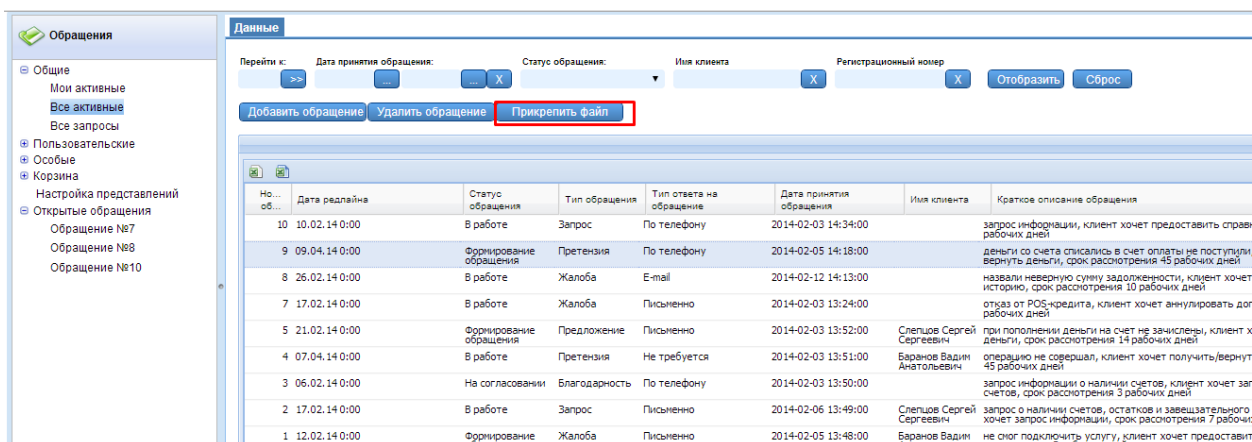 Обращения
Общие
Мои активные
Все активные
Все запросы
Пользовательские
Особые
Корзина
Настройка представлений
Открытые обращения
Обращение №7
Обращение №8
Обращение №10
Данные
Перейти к: Дата принятия обращения: Статус обращения: Имя клиента Регистрационный номер
>> ... ... X X X Отобразить Сброс
Добавить обращение Удалить обращение Прикрепить файл
Но... Дата редлайна Статус Тип обращения Тип ответа на Дата принятия Имя клиента Краткое описание обращения
об... обращения обращение обращения
10 10.02.14 0:00 В работе Запрос По телефону 2014-02-03 14:34:00 запрос информации, клиент хочет предоставить справ
рабочих дней
9 09.04.14 0:00 Формирование Претензия По телефону 2014-02-05 14:18:00 деньги со счета списались в счет оплаты не поступили,
обращения вернуть деньги, срок рассмотрения 45 рабочих дней
8 26.02.14 0:00 В работе Жалоба E-mail 2014-02-12 14:13:00 назвали неверную сумму задолженности, клиент хочет
историю, срок рассмотрения 10 рабочих дней
7 17.02.14 0:00 В работе Жалоба Письменно 2014-02-03 13:24:00 отказ от POS-кредита, клиент хочет аннулировать дог
рабочих дней
5 21.02.14 0:00 Формирование Предложение Письменно 2014-02-03 13:52:00 Слепцов Сергей при пополнении деньги на счет не зачислены, клиент х
обращения Сергеевич деньги, срок рассмотрения 14 рабочих дней
4 07.04.14 0:00 В работе Претензия Не требуется 2014-02-03 13:51:00 Баранов Вадим операцию не совершал, клиент хочет получить/вернут
Анатольевич 45 рабочих дней
3 06.02.14 0:00 На согласовании Благодарность По телефону 2014-02-03 13:50:00 запрос информации о наличии счетов, клиент хочет зап
счетов, срок рассмотрения 3 рабочих дней
2 17.02.14 0:00 В работе Запрос Письменно 2014-02-06 13:49:00 Слепцов Сергей запрос о наличии счетов, остатков и завещательного
Сергеевич хочет запрос информации, срок рассмотрения 7 рабочих
1 12.02.14 0:00 Формирование Жалоба Письменно 2014-02-05 13:48:00 Баранов Вадим не смог подключить услугу, клиент хочет предоставит